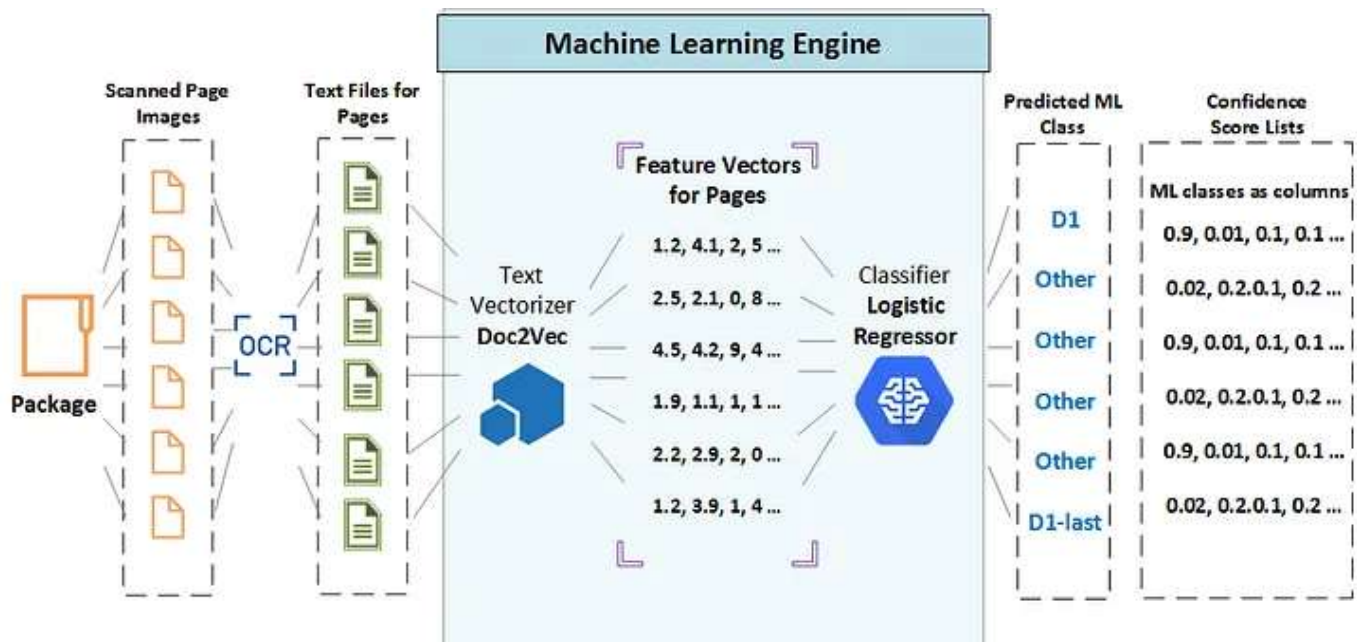 Machine Learning Engine
Scanned Page
Images
Text Files for
Pages
Predicted ML
Class
Confidence
Score Lists
Package
OCR
Text
Vectorizer
Doc2Vec
Feature Vectors
for Pages
1.2, 4.1, 2, 5 ...
2.5, 2.1, 0, 8 ...
4.5, 4.2, 9, 4 ...
1.9, 1.1, 1, 1 ...
2.2, 2.9, 2, 0 ...
1.2, 3.9, 1, 4 ...
Classifier
Logistic
Regressor
D1
Other
Other
Other
Other
D1-last
ML classes as columns
0.9, 0.01, 0.1, 0.1 ...
0.02, 0.2.0.1, 0.2 ...
0.9, 0.01, 0.1, 0.1 ...
0.02, 0.2.0.1, 0.2 ...
0.9, 0.01, 0.1, 0.1 ...
0.02, 0.2.0.1, 0.2 ...